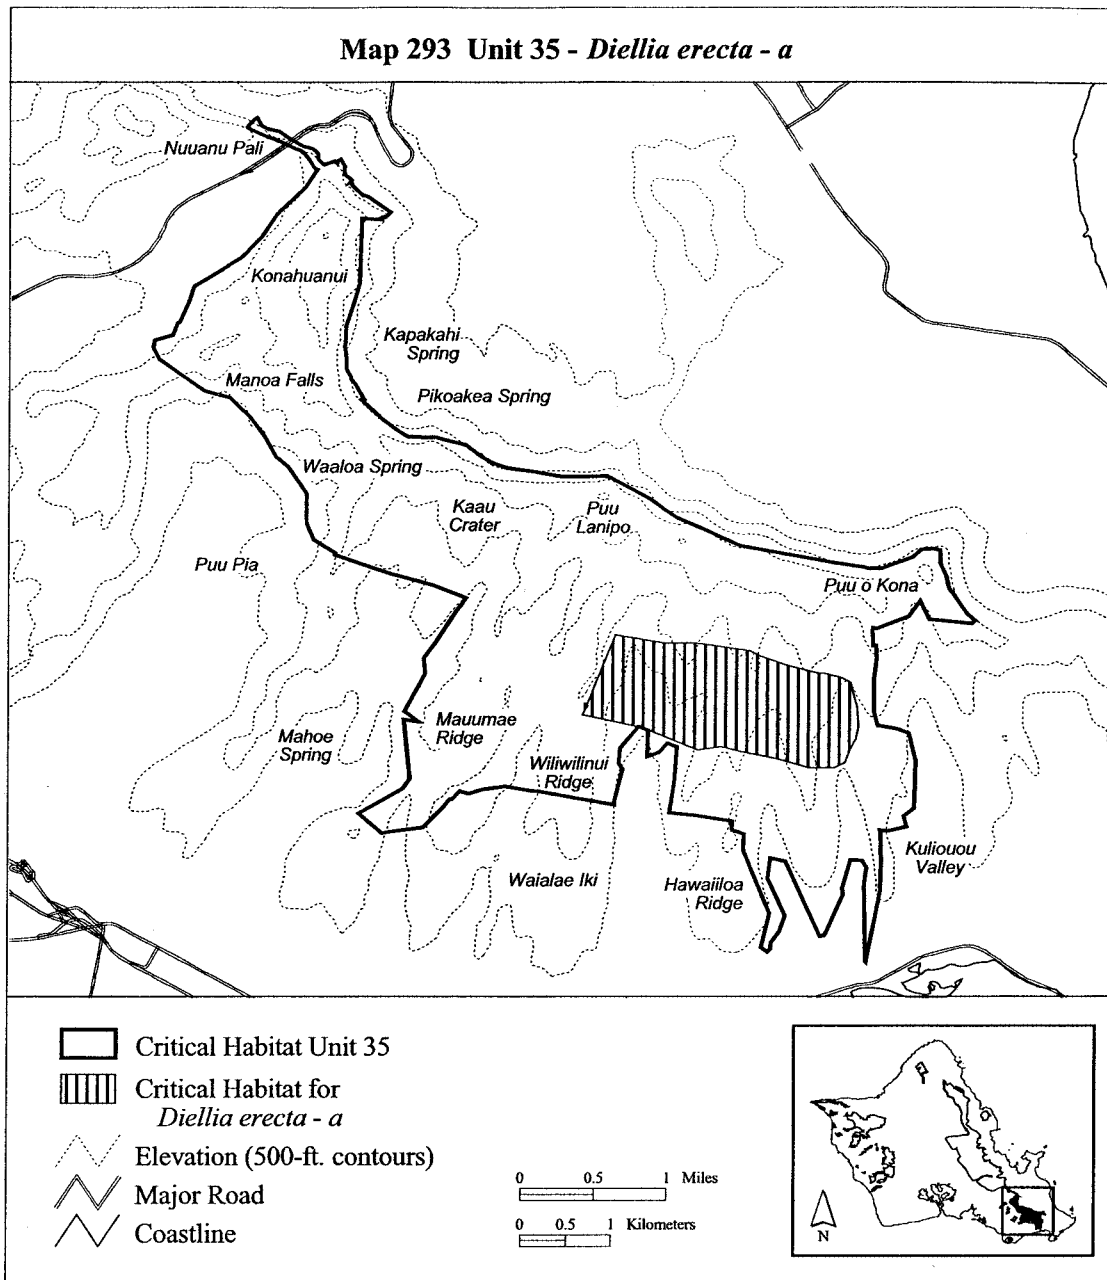 Map 293 Unit 35 - Diellia erecta - a
Nuuanu Pali
Konahuanui
Kapakahi
Spring
Manoa Falls
Pikoakea Spring
Waaloa Spring
Kaau
Crater
Puu
Lanipo
Puu Pia
Puu o Kona
Mahoe
Spring
Mauumae
Ridge
Wiliwilinui
Ridge
Waialae Iki
Hawaiiloa
Ridge
Kuliouou
Valley
Critical Habitat Unit 35
Critical Habitat for
Diellia erecta - a
Elevation (500-ft. contours)
Major Road
Coastline
0 0.5 1 Miles
0 0.5 1 Kilometers
N